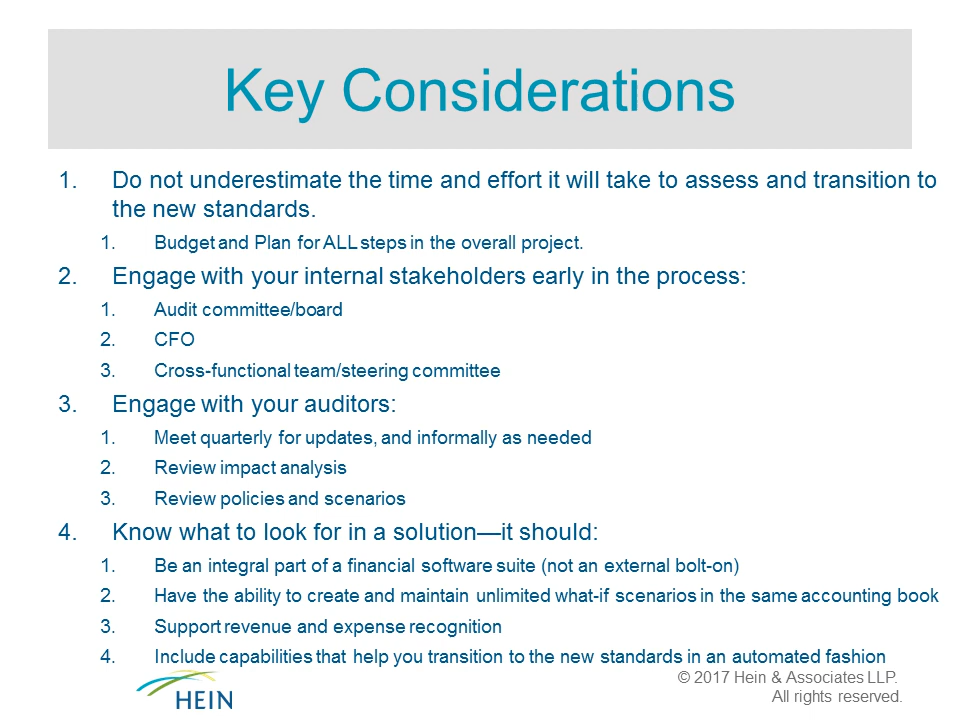 Key Considerations
1. Do not underestimate the time and effort it will take to assess and transition to
the new standards.
1. Budget and Plan for ALL steps in the overall project.
2. Engage with your internal stakeholders early in the process:
1. Audit committee/board
2. CFO
3. Cross-functional team/steering committee
3. Engage with your auditors:
1. Meet quarterly for updates, and informally as needed
2. Review impact analysis
3. Review policies and scenarios
4. Know what to look for in a solution—it should:
1. Be an integral part of a financial software suite (not an external bolt-on)
2. Have the ability to create and maintain unlimited what-if scenarios in the same accounting book
3. Support revenue and expense recognition
4. Include capabilities that help you transition to the new standards in an automated fashion
HEIN
© 2017 Hein & Associates LLP.
All rights reserved.